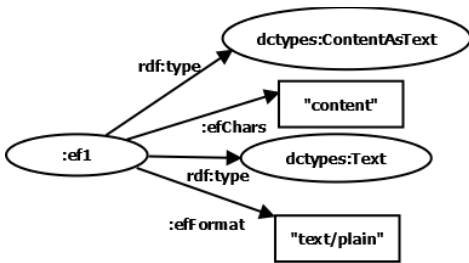 dctypes:ContentAsText
rdf:type
"content"
:efChars
:ef1
dctypes:Text
rdf:type
:efFormat
"text/plain"